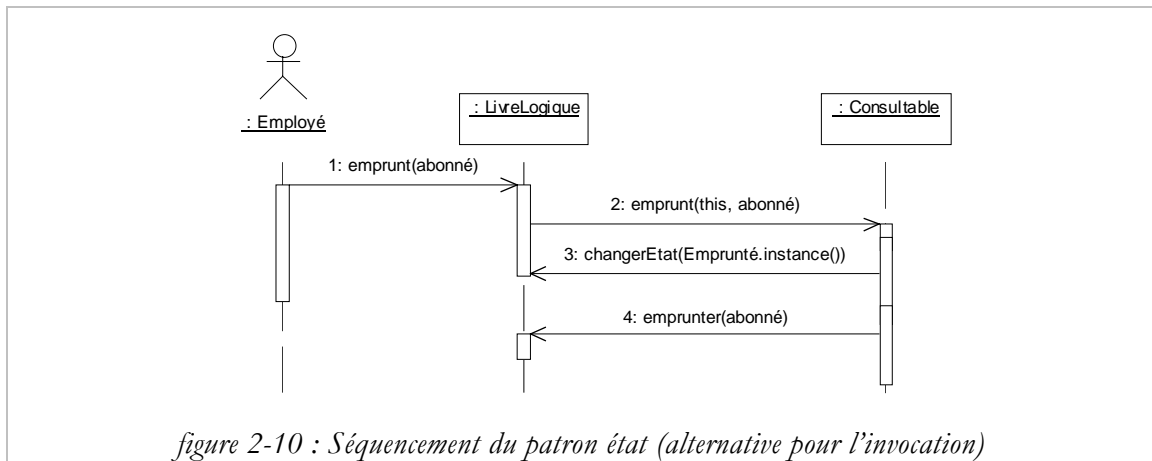 : Employé
: LivreLogique
: Consultable
1: emprunt(abonné)
2: emprunt(this, abonné)
3: changerEtat(Emprunté.instance())
4: emprunter(abonné)
figure 2-10 : Séquencement du patron état (alternative pour l'invocation)